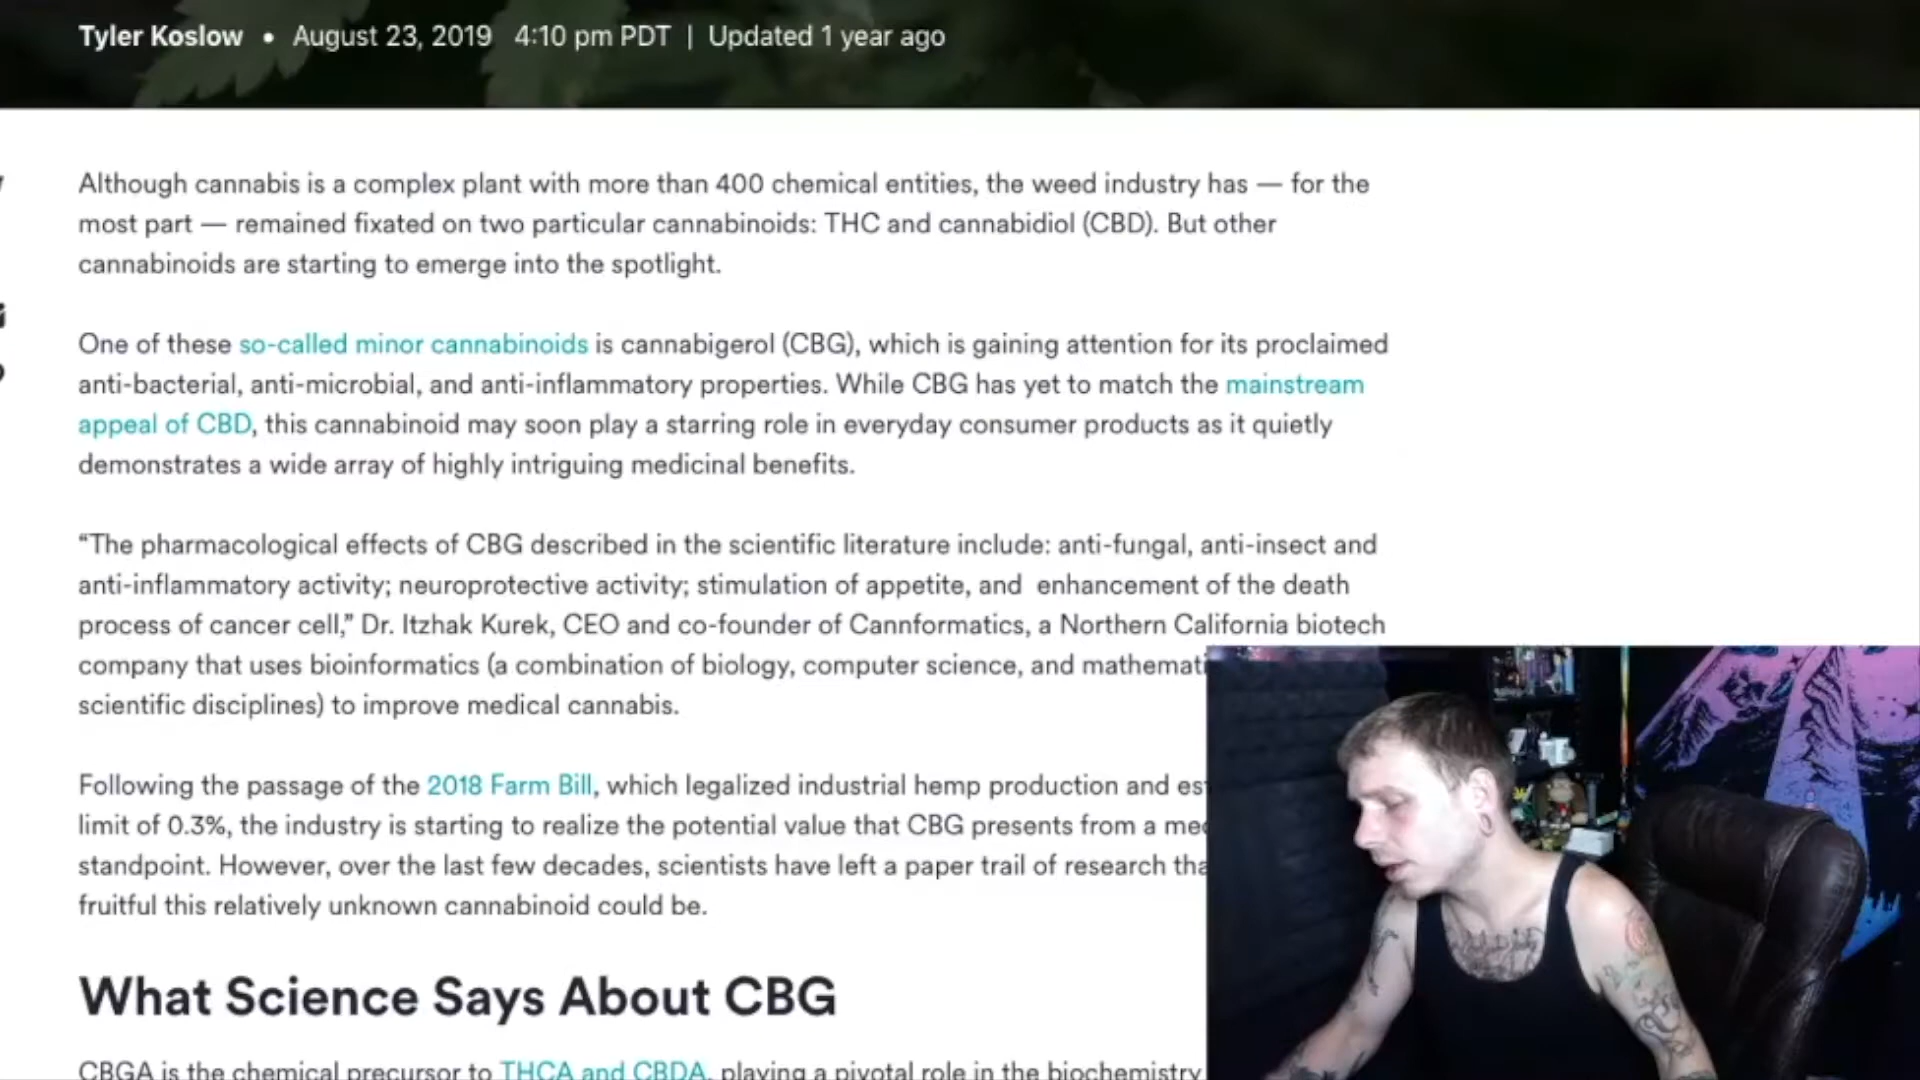 Tyler Koslow • August 23, 2019 4:10 pm PDT | Updated 1 year ago
Although cannabis is a complex plant with more than 400 chemical entities, the weed industry has — for the
most part — remained fixated on two particular cannabinoids: THC and cannabidiol (CBD). But other
cannabinoids are starting to emerge into the spotlight.
One of these so-called minor cannabinoids is cannabigerol (CBG), which is gaining attention for its proclaimed
anti-bacterial, anti-microbial, and anti-inflammatory properties. While CBG has yet to match the mainstream
appeal of CBD, this cannabinoid may soon play a starring role in everyday consumer products as it quietly
demonstrates a wide array of highly intriguing medicinal benefits.
“The pharmacological effects of CBG described in the scientific literature include: anti-fungal, anti-insect and
anti-inflammatory activity; neuroprotective activity; stimulation of appetite, and enhancement of the death
process of cancer cell,” Dr. Itzhak Kurek, CEO and co-founder of Cannformatics, a Northern California biotech
company that uses bioinformatics (a combination of biology, computer science, and mathemati
scientific disciplines) to improve medical cannabis.
Following the passage of the 2018 Farm Bill, which legalized industrial hemp production and es
limit of 0.3%, the industry is starting to realize the potential value that CBG presents from a me
standpoint. However, over the last few decades, scientists have left a paper trail of research tha
fruitful this relatively unknown cannabinoid could be.
What Science Says About CBG
CBGA is the chemical precursor to THCA and CBDA, playing a pivotal role in the biochemistry